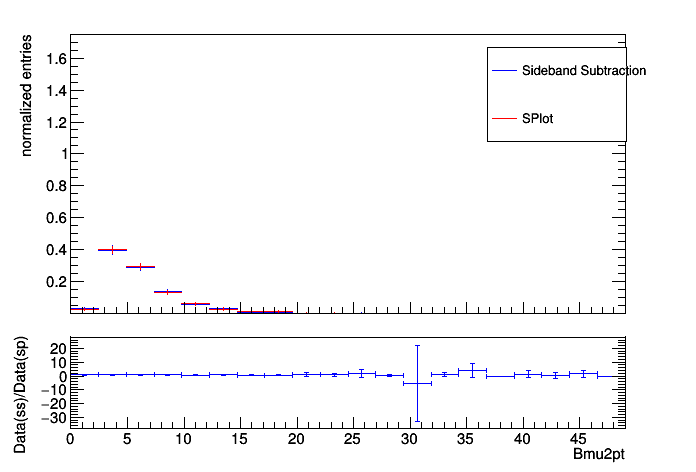 normalized entries
1.6
1.4
1.2
1
0.8
0.6
0.4
0.2
Sideband Subtraction
SPlot
Data(ss)/Data(sp)
20
10
0
−10
−20
−30
0 5 10 15 20 25 30 35 40 45
Bmu2pt